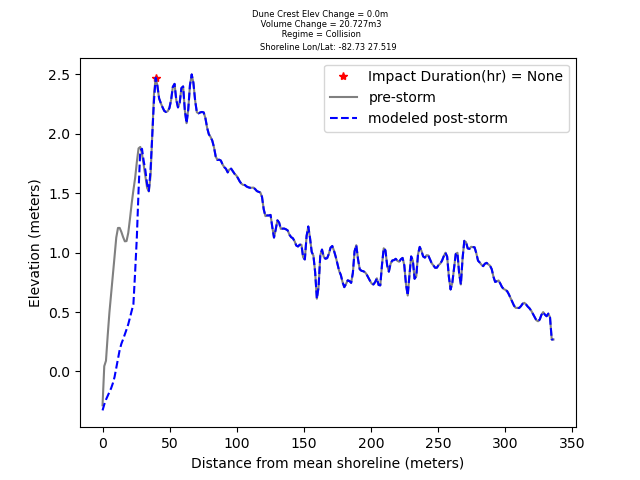 Dune Crest Elev Change = 0.0m
Volume Change = 20.727m3
Regime = Collision
Shoreline Lon/Lat: -82.73 27.519
Impact Duration(hr) = None
pre-storm
modeled post-storm
Elevation (meters)
2.5
2.0
1.5
1.0
0.5
0.0
0 50 100 150 200 250 300 350
Distance from mean shoreline (meters)